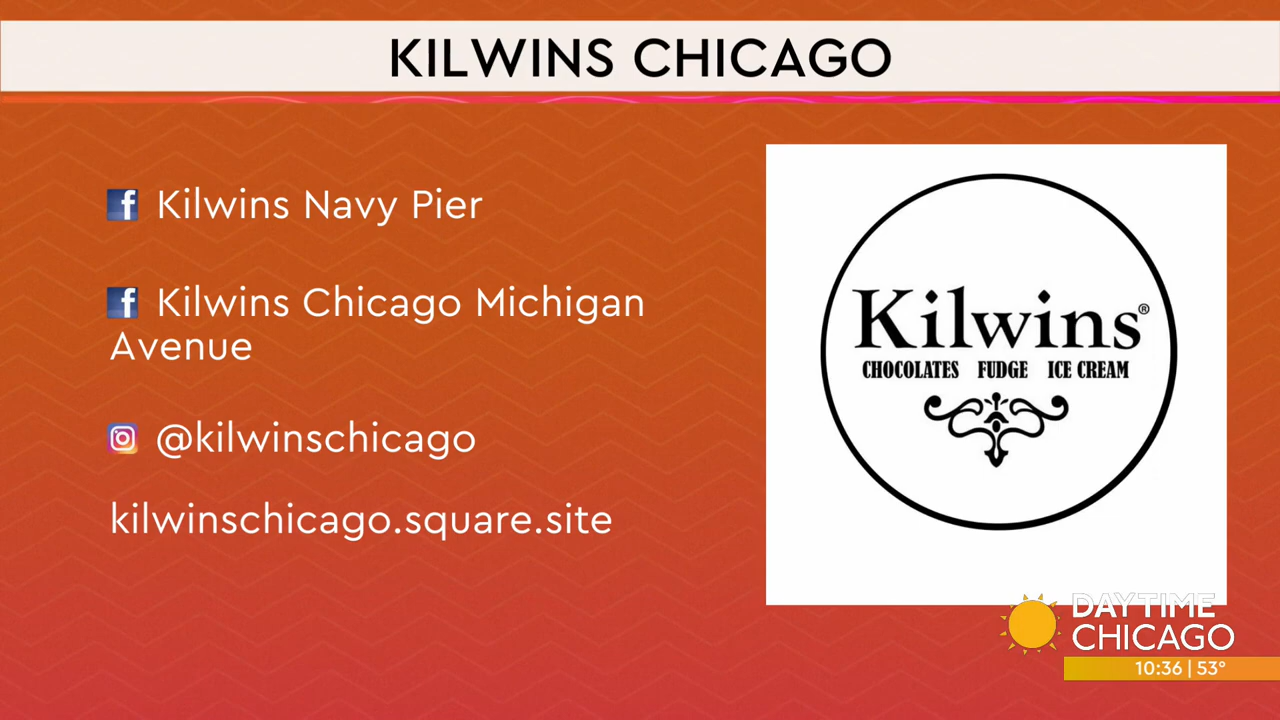 KILWINS CHICAGO
Kilwins Navy Pier
Kilwins Chicago Michigan
Avenue
@kilwinschicago
kilwinschicago.square.site
Kilwins®
CHOCOLATES FUDGE ICE CREAM
DAYTIME
CHICAGO
10:36 | 53°